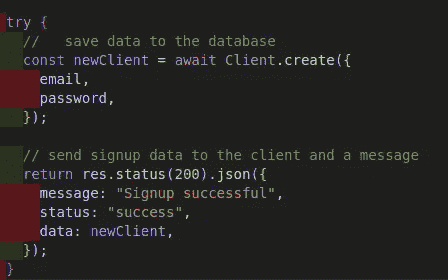 try {
  //   save data to the database
  const newClient = await Client.create({
    email,
    password,
  });

  // send signup data to the client and a message
  return res.status(200).json({
    message: "Signup successful",
    status: "success",
    data: newClient,
  });
}